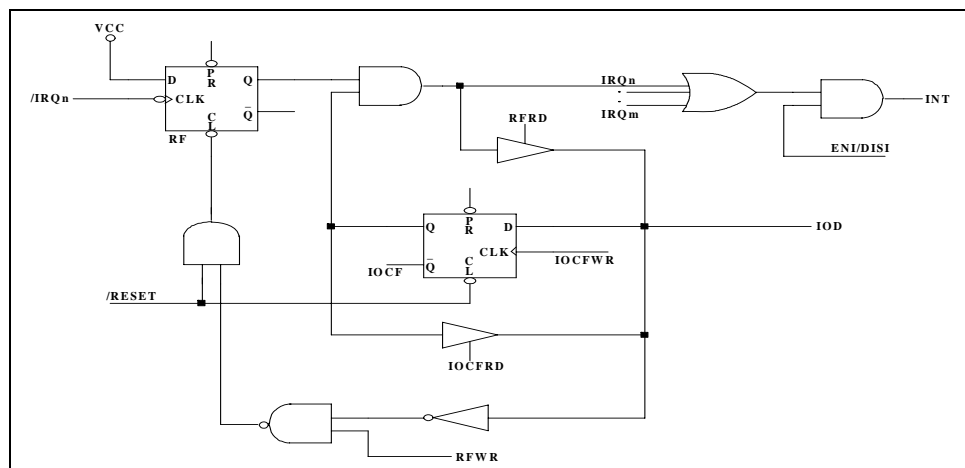 VCC
D
PR
Q
/IRQn
CLK
Q
CL
RF
IRQn
IRQm
INT
RFRD
ENI/DISI
Q
PR
D
IOD
CLK
IOCF
Q
CL
IOCFWR
/RESET
IOCFRD
RFWR